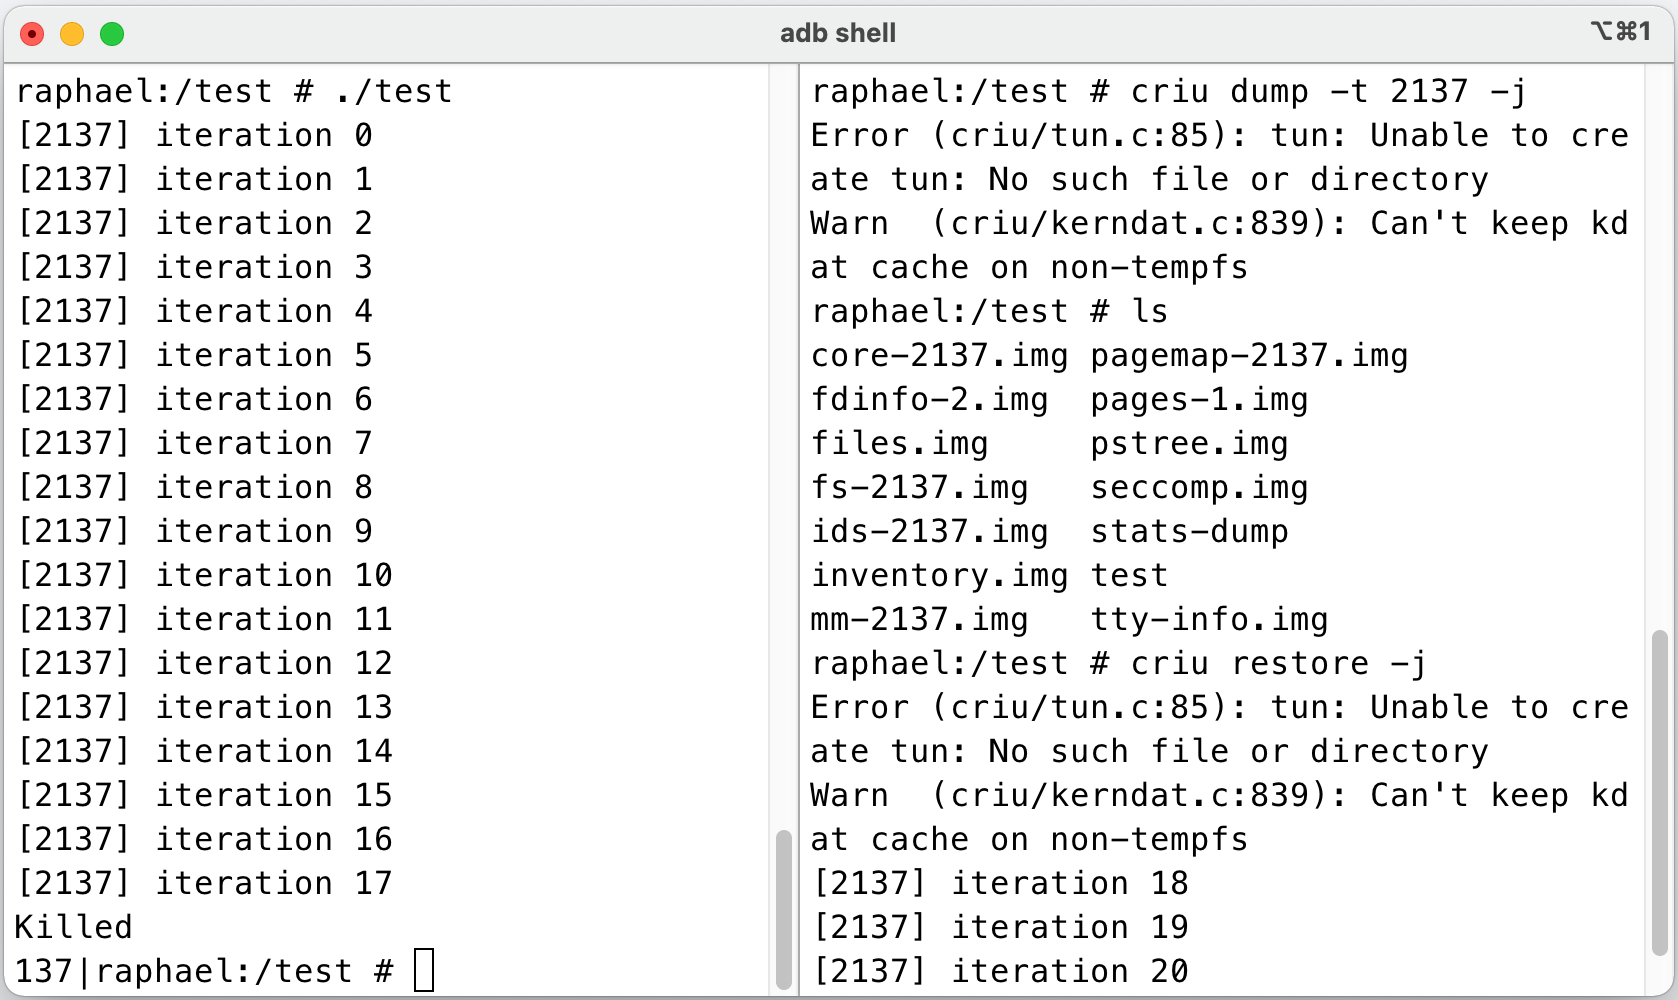 adb shell
⌥⌘1
raphael:/test # ./test
[2137] iteration 0
[2137] iteration 1
[2137] iteration 2
[2137] iteration 3
[2137] iteration 4
[2137] iteration 5
[2137] iteration 6
[2137] iteration 7
[2137] iteration 8
[2137] iteration 9
[2137] iteration 10
[2137] iteration 11
[2137] iteration 12
[2137] iteration 13
[2137] iteration 14
[2137] iteration 15
[2137] iteration 16
[2137] iteration 17
Killed
137|raphael:/test #
raphael:/test # criu dump -t 2137 -j
Error (criu/tun.c:85): tun: Unable to cre
ate tun: No such file or directory
Warn  (criu/kerndat.c:839): Can't keep kd
at cache on non-tempfs
raphael:/test # ls
core-2137.img pagemap-2137.img
fdinfo-2.img  pages-1.img
files.img     pstree.img
fs-2137.img   seccomp.img
ids-2137.img  stats-dump
inventory.img test
mm-2137.img   tty-info.img
raphael:/test # criu restore -j
Error (criu/tun.c:85): tun: Unable to cre
ate tun: No such file or directory
Warn  (criu/kerndat.c:839): Can't keep kd
at cache on non-tempfs
[2137] iteration 18
[2137] iteration 19
[2137] iteration 20